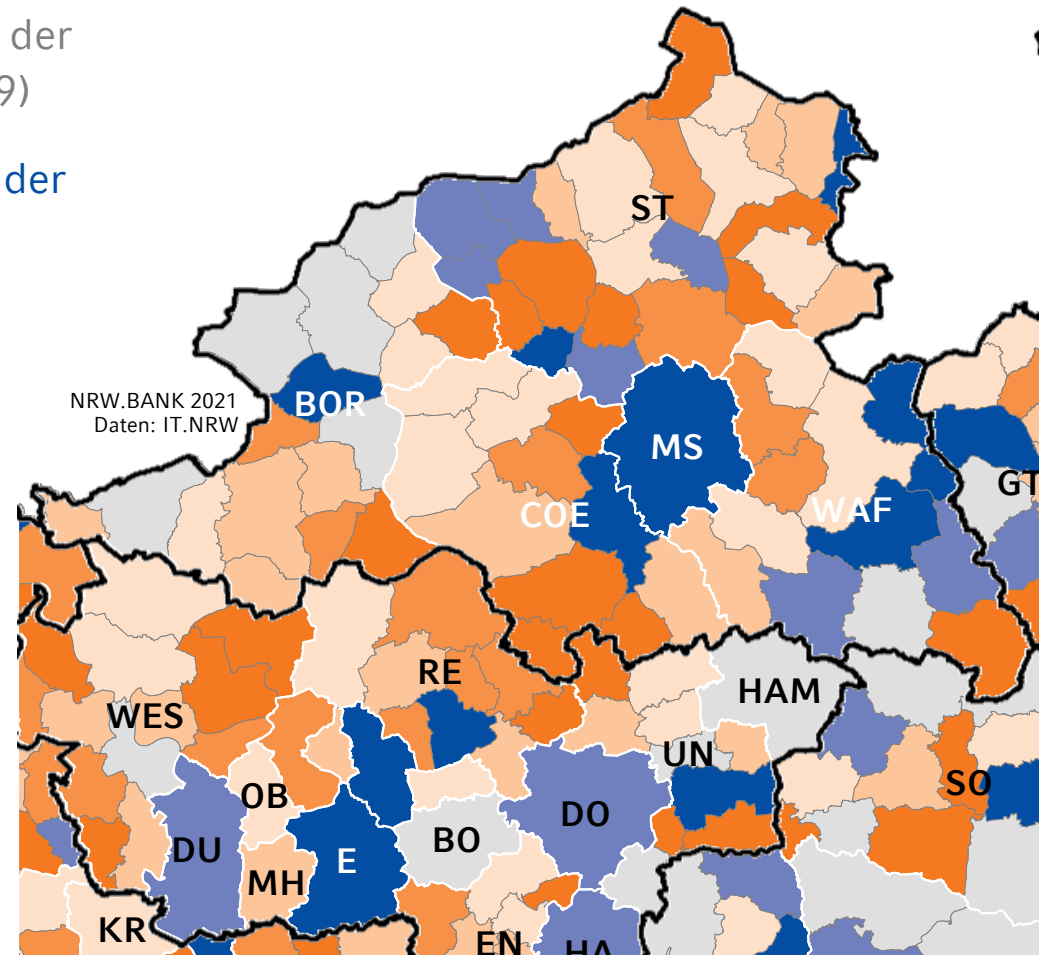 der
9)
der
ST
NRW.BANK 2021
Daten: IT.NRW
BOR
MS
GT
COE
WAF
RE
HAM
WES
UN
SO
OB
DO
DU
BO
E
MH
KR
EN
HA